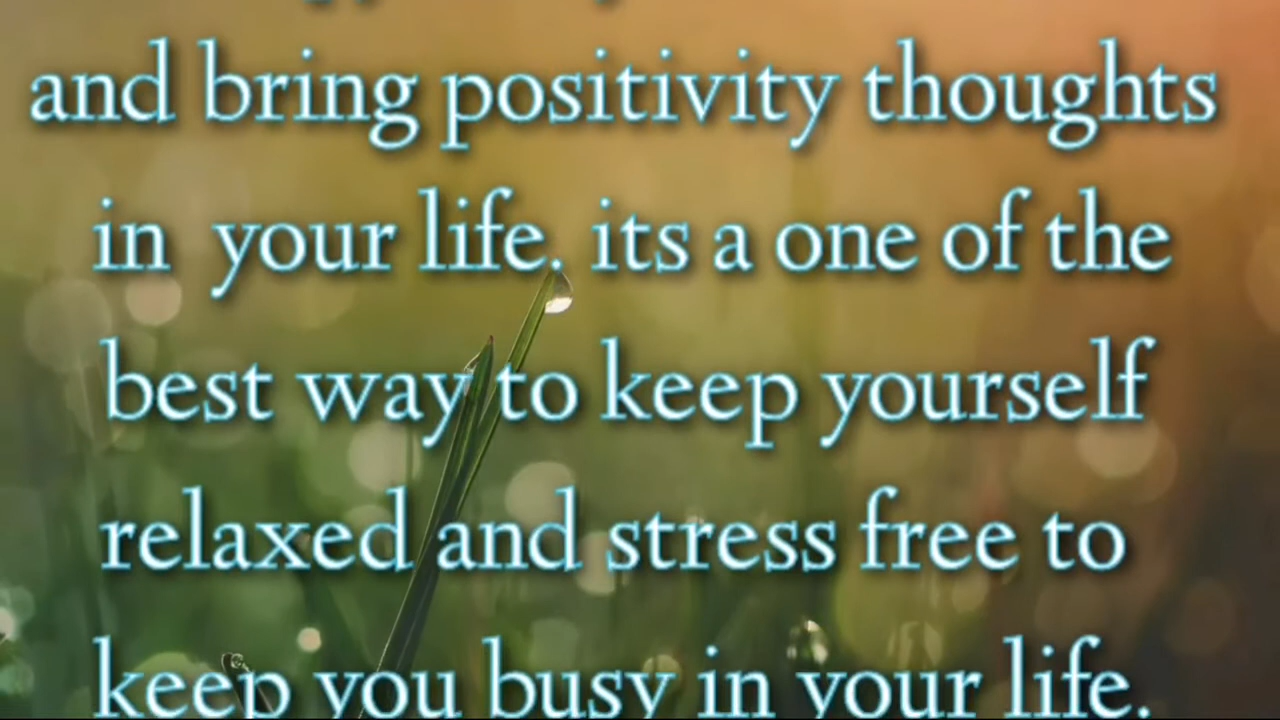 and bring positivity thoughts
in your life. its a one of the
best way to keep yourself
relaxed and stress free to
keep you busy in your life.